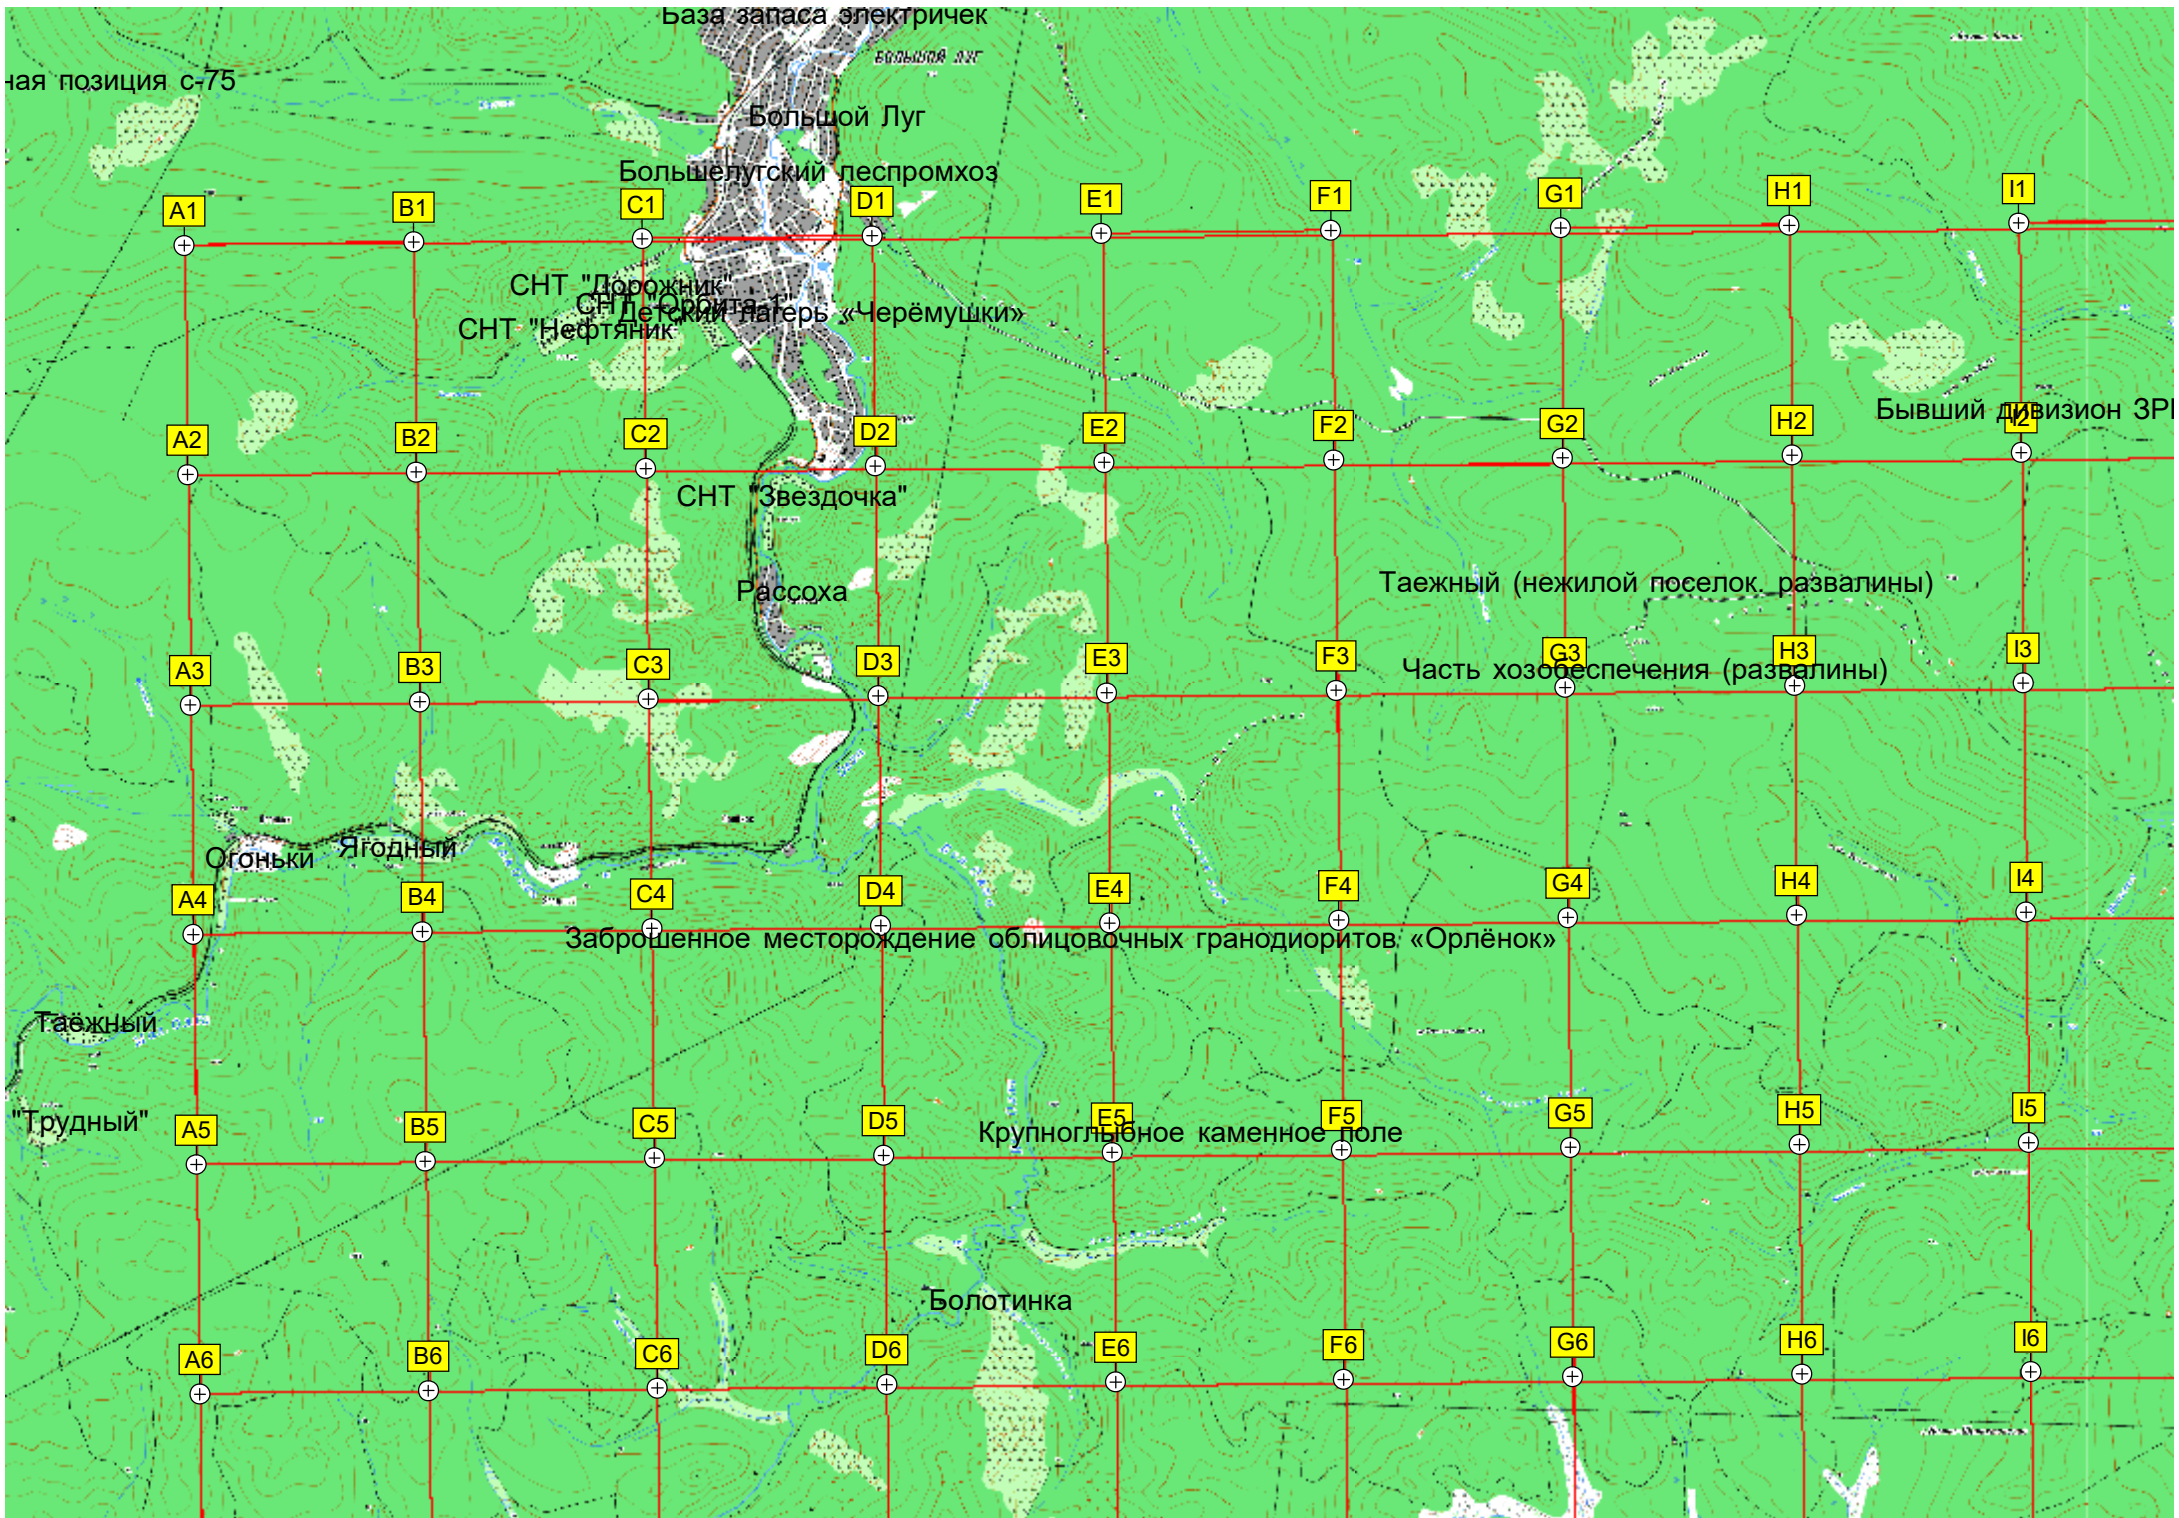 База запаса электричек
БОЛЬШОЙ ЛУГ
ная позиция с-75
Большой Луг
Большелугский леспромхоз
A1 B1 C1 D1 E1 F1 G1 H1 I1
СНТ "Дорожник"
СНТ "Орбита-1"
Детский лагерь «Черёмушки»
СНТ "Нефтяник"
Бывший дивизион ЗРІ
A2 B2 C2 D2 E2 F2 G2 H2 I2
СНТ "Звездочка"
Таежный (нежилой поселок. развалины)
Рассоха
A3 B3 C3 D3 E3 F3 G3 H3 I3
Часть хозобеспечения (развалины)
Ягодный
Огоньки
A4 B4 C4 D4 E4 F4 G4 H4 I4
Заброшенное месторождение облицовочных гранодиоритов «Орлёнок»
Таёжный
"Трудный"
A5 B5 C5 D5 E5 F5 G5 H5 I5
Крупноглыбное каменное поле
Болотинка
A6 B6 C6 D6 E6 F6 G6 H6 I6